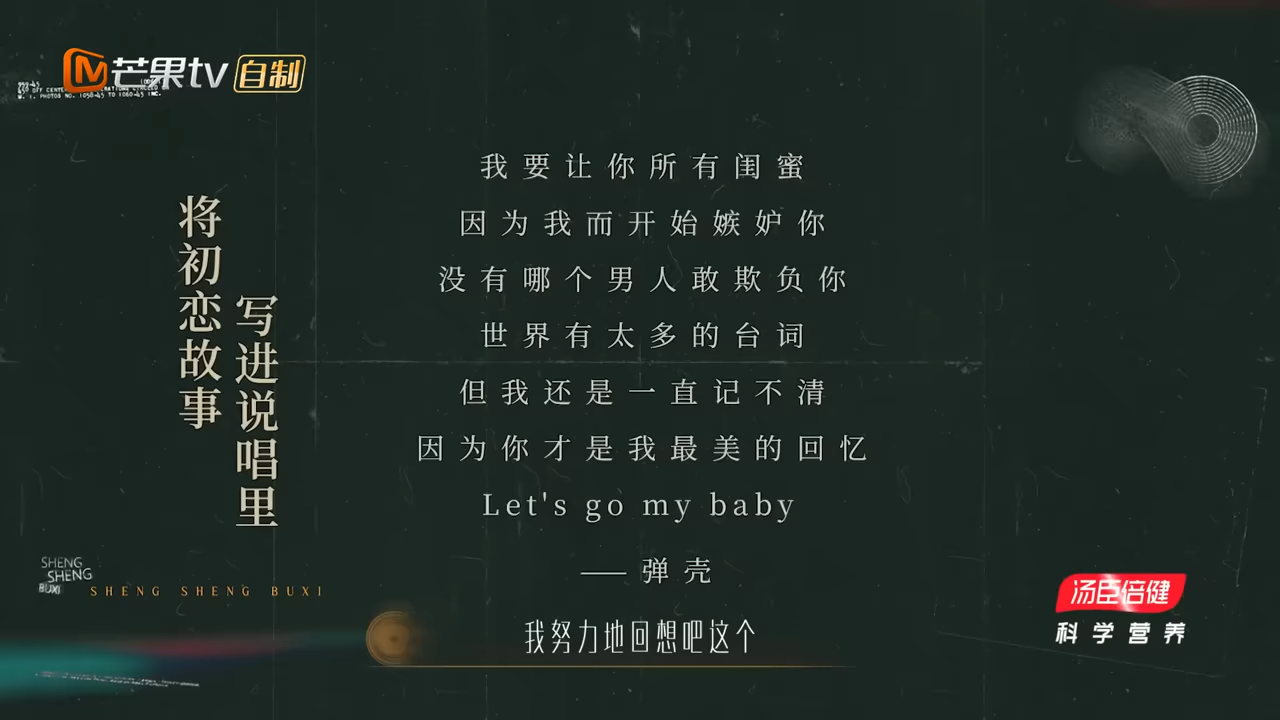 芒果tv 自制
将初恋故事
写进说唱里
我要让你所有闺蜜
因为我而开始嫉妒你
没有哪个男人敢欺负你
世界有太多的台词
但我还是一直记不清
因为你才是我最美的回忆
Let's go my baby
—— 弹壳
SHENG
SHENG
BUXI
SHENG SHENG BUXI
我努力地回想吧这个
汤臣倍健
科学营养